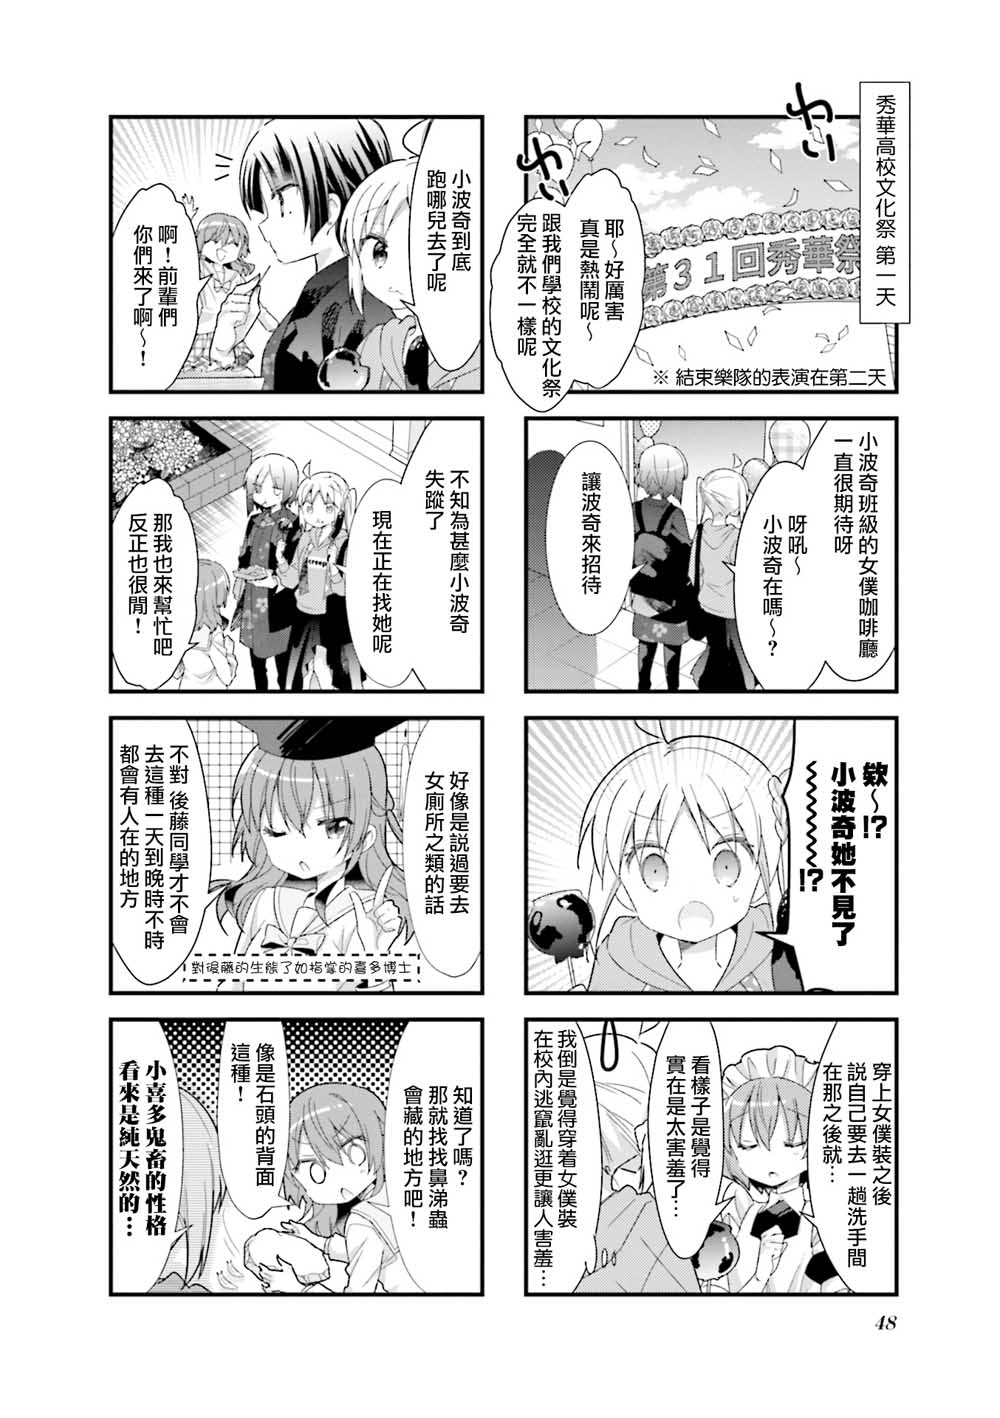 秀華高校文化祭 第一天
わい
わい
第31回秀華祭
耶～好厲害
真是熱鬧呢～
跟我們學校的文化祭
完全就不一樣呢
※ 結束樂隊的表演在第二天
小波奇班級的女僕咖啡廳
一直很期待呀
呀吼～
小波奇在嗎～?
讓波奇來招待
欸～!?
小波奇她不見了
～～～～!?
穿上女僕裝之後
說自己要去一趟洗手間
在那之後就…
看樣子是覺得
實在是太害羞了…
我倒是覺得穿着女僕裝
在校內逃竄亂逛更讓人害羞…
小波奇到底
跑哪兒去了呢
啊！前輩們
你們來了啊～！
不知為甚麼小波奇
失蹤了
現在正在找她呢
那我也來幫忙吧
反正也很閒！
好像是說過要去
女廁所之類的話
不對 後藤同學才不會
去這種一天到晚時不時
都會有人在的地方
對後藤的生態了如指掌的喜多博士
知道了嗎?
那就找找鼻涕蟲
會藏的地方吧！
像是石頭的背面
這種！
小喜多鬼畜的性格
看來是純天然的…
48